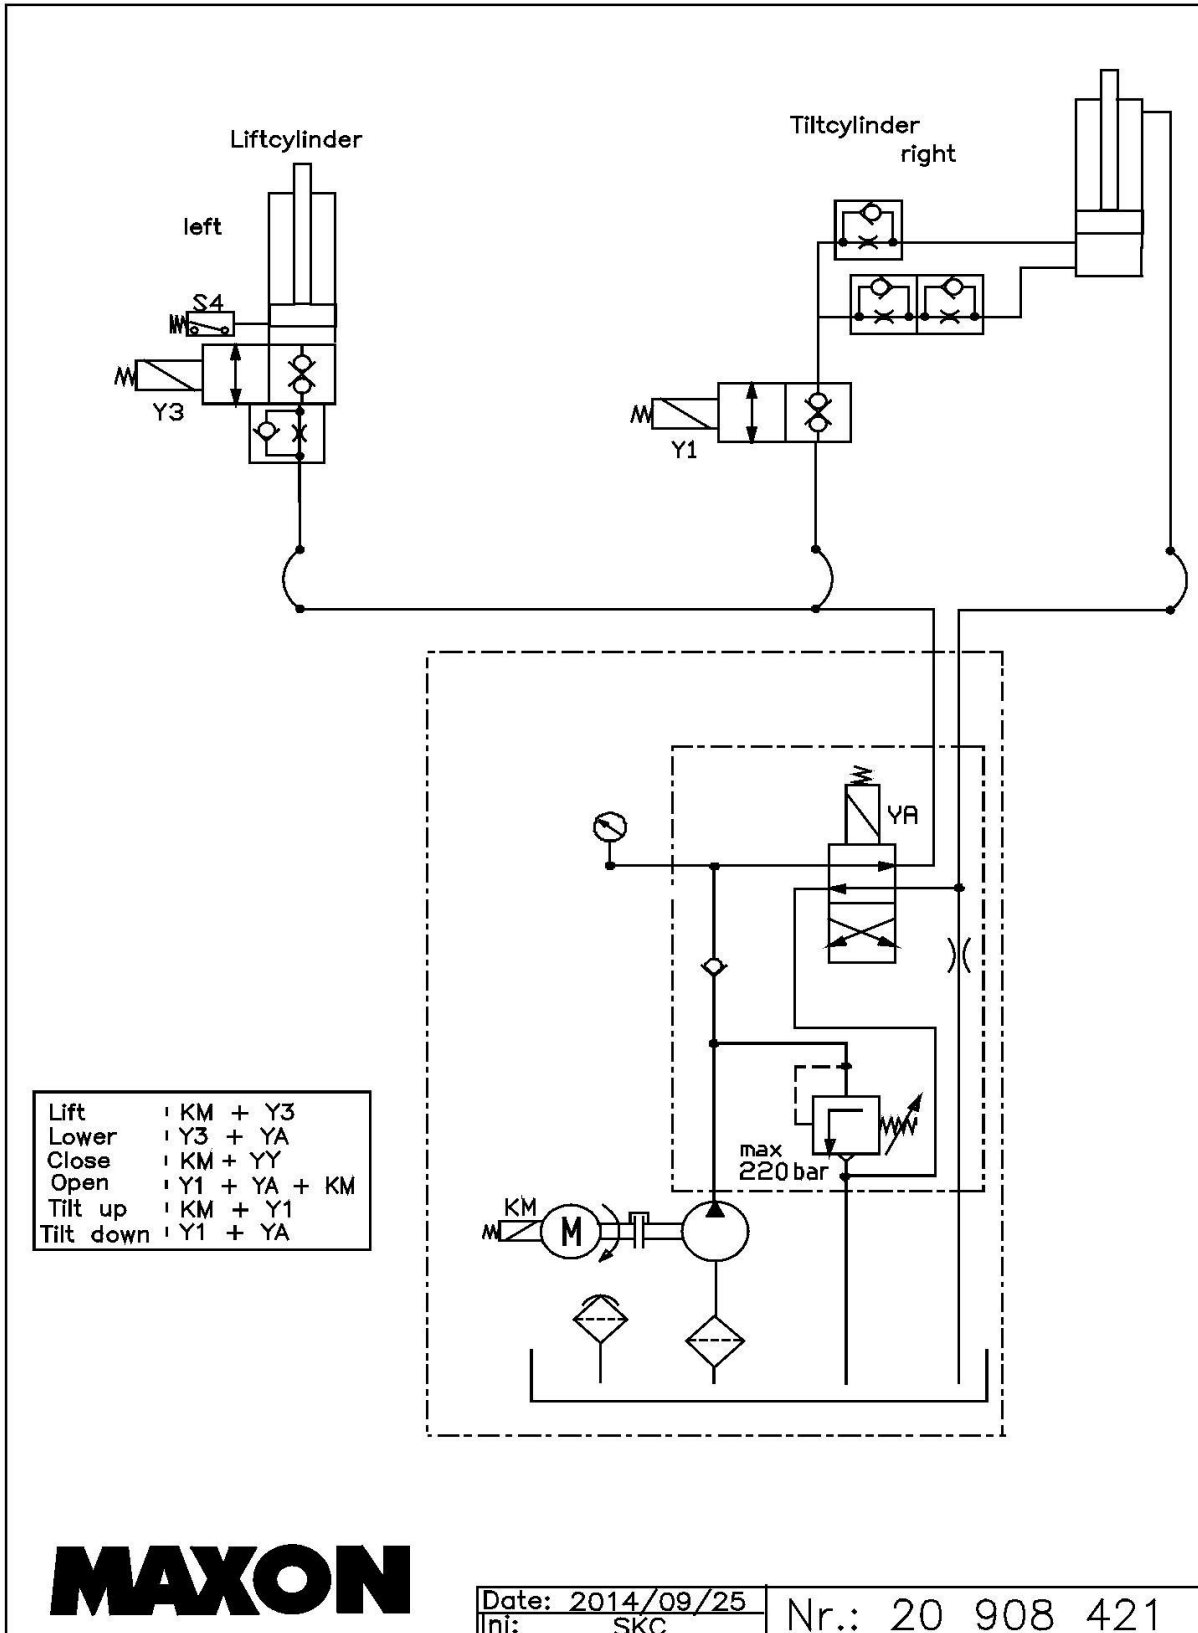 Liftcylinder
left
S4
Y3
Tiltcylinder
right
Y1
YA
max
220 bar
KM
M
Lift : KM + Y3
Lower : Y3 + YA
Close : KM + YY
Open : Y1 + YA + KM
Tilt up : KM + Y1
Tilt down : Y1 + YA
MAXON
Date: 2014/09/25
Ini: SKC
Nr.: 20 908 421